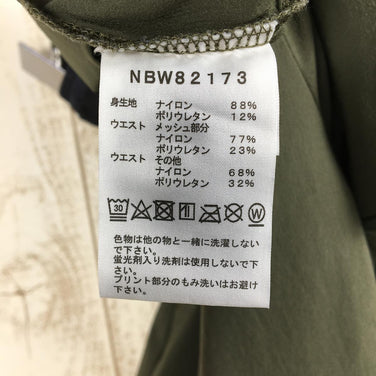 NBW82173
身生地 ナイロン 88%
ポリウレタン 12%
ウエスト メッシュ部分
ナイロン 77%
ポリウレタン 23%
ウエスト その他
ナイロン 68%
ポリウレタン 32%
30 W
色物は他の物と一緒に洗濯しない
で下さい。
蛍光剤入り洗剤は使用しないで下
さい。
プリント部分のもみ洗いはお避け
下さい。